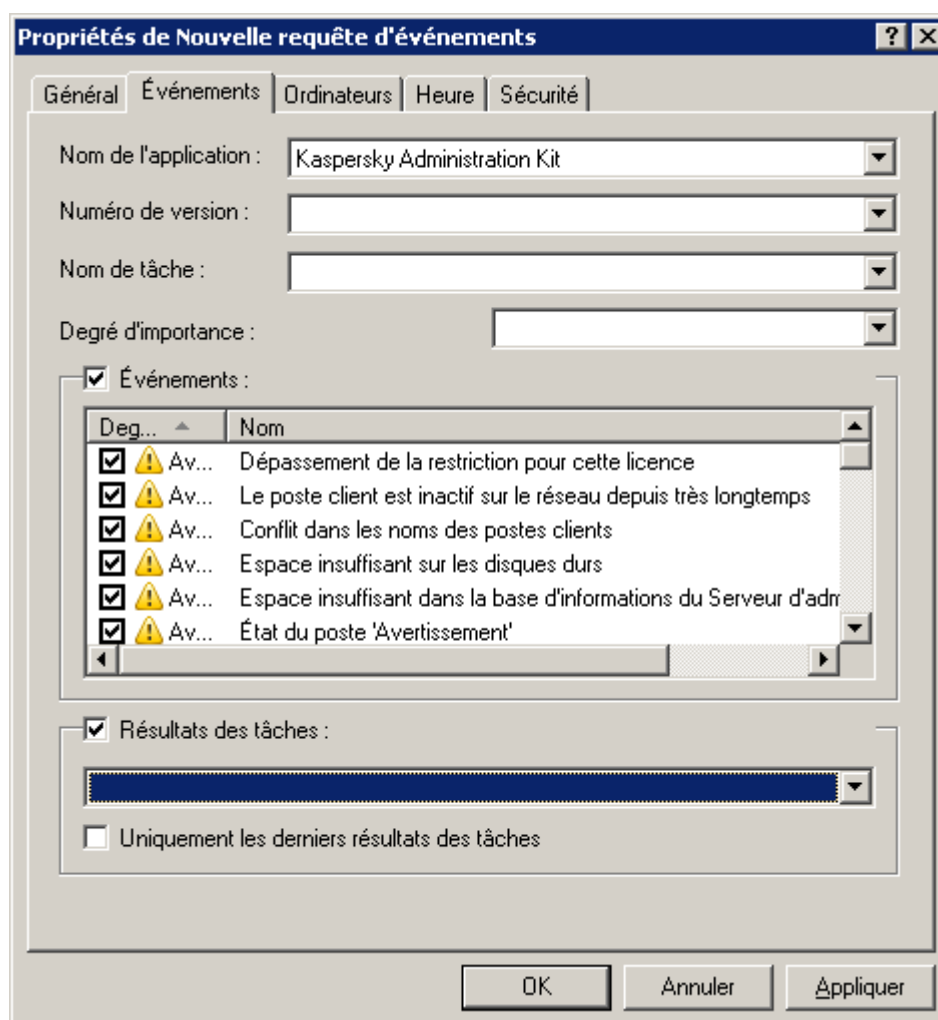 Propriétés de Nouvelle requête d'événements
Général Événements Ordinateurs Heure Sécurité
Nom de l'application : Kaspersky Administration Kit
Numéro de version :
Nom de tâche :
Degré d'importance :
Événements :
Deg... Nom
Av... Dépassement de la restriction pour cette licence
Av... Le poste client est inactif sur le réseau depuis très longtemps
Av... Conflit dans les noms des postes clients
Av... Espace insuffisant sur les disques durs
Av... Espace insuffisant dans la base d'informations du Serveur d'adm
Av... État du poste 'Avertissement'
Résultats des tâches :
Uniquement les derniers résultats des tâches
OK Annuler Appliquer